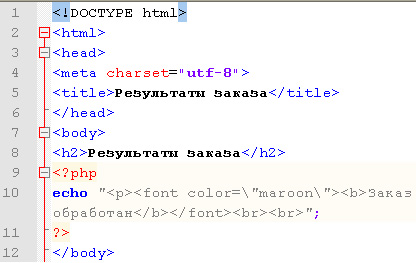 1 <!DOCTYPE html>
2 <html>
3 <head>
4 <meta charset="utf-8">
5 <title>Результаты заказа</title>
6 </head>
7 <body>
8 <h2>Результаты заказа</h2>
9 <?php
10 echo "<p><font color=\"maroon\"><b>Заказ
обработан</b></font><br><br>";
11 ?>
12 </body>